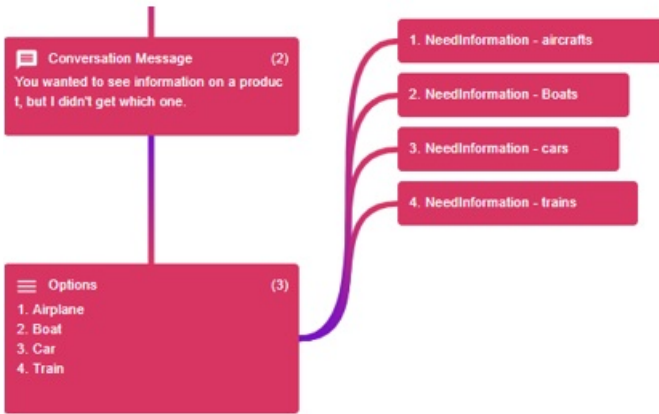 Conversation Message (2)
You wanted to see information on a produc
t, but I didn't get which one.
Options (3)
1. Airplane
2. Boat
3. Car
4. Train
1. NeedInformation - aircrafts
2. NeedInformation - Boats
3. NeedInformation - cars
4. NeedInformation - trains